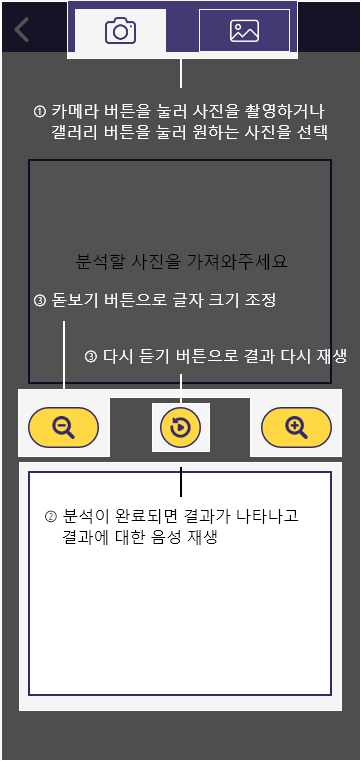 ① 카메라 버튼을 눌러 사진을 촬영하거나
갤러리 버튼을 눌러 원하는 사진을 선택
분석할 사진을 가져와주세요
③ 돋보기 버튼으로 글자 크기 조정
③ 다시 듣기 버튼으로 결과 다시 재생
② 분석이 완료되면 결과가 나타나고
결과에 대한 음성 재생